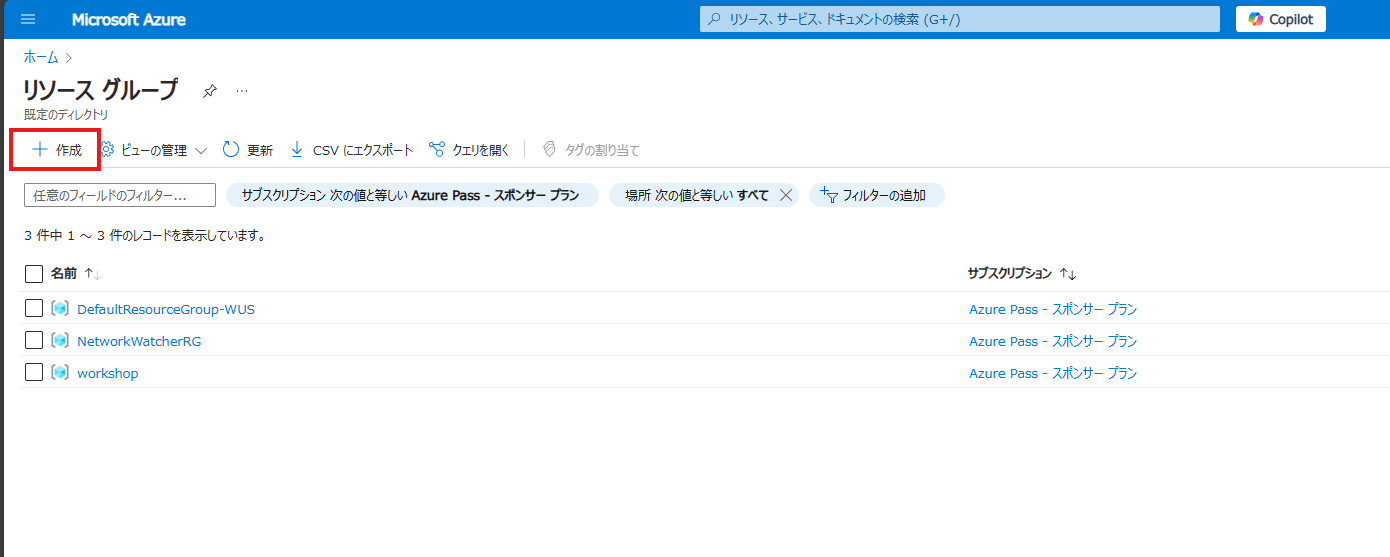 Microsoft Azure
リソース、サービス、ドキュメントの検索 (G+/)
Copilot
ホーム
リソース グループ
既定のディレクトリ
作成 ビューの管理 更新 CSV にエクスポート クエリを開く タグの割り当て
任意のフィールドのフィルター... サブスクリプション 次の値と等しい Azure Pass - スポンサー プラン 場所 次の値と等しい すべて フィルターの追加
3 件中 1 ～ 3 件のレコードを表示しています。
名前 サブスクリプション
DefaultResourceGroup-WUS Azure Pass - スポンサー プラン
NetworkWatcherRG Azure Pass - スポンサー プラン
workshop Azure Pass - スポンサー プラン